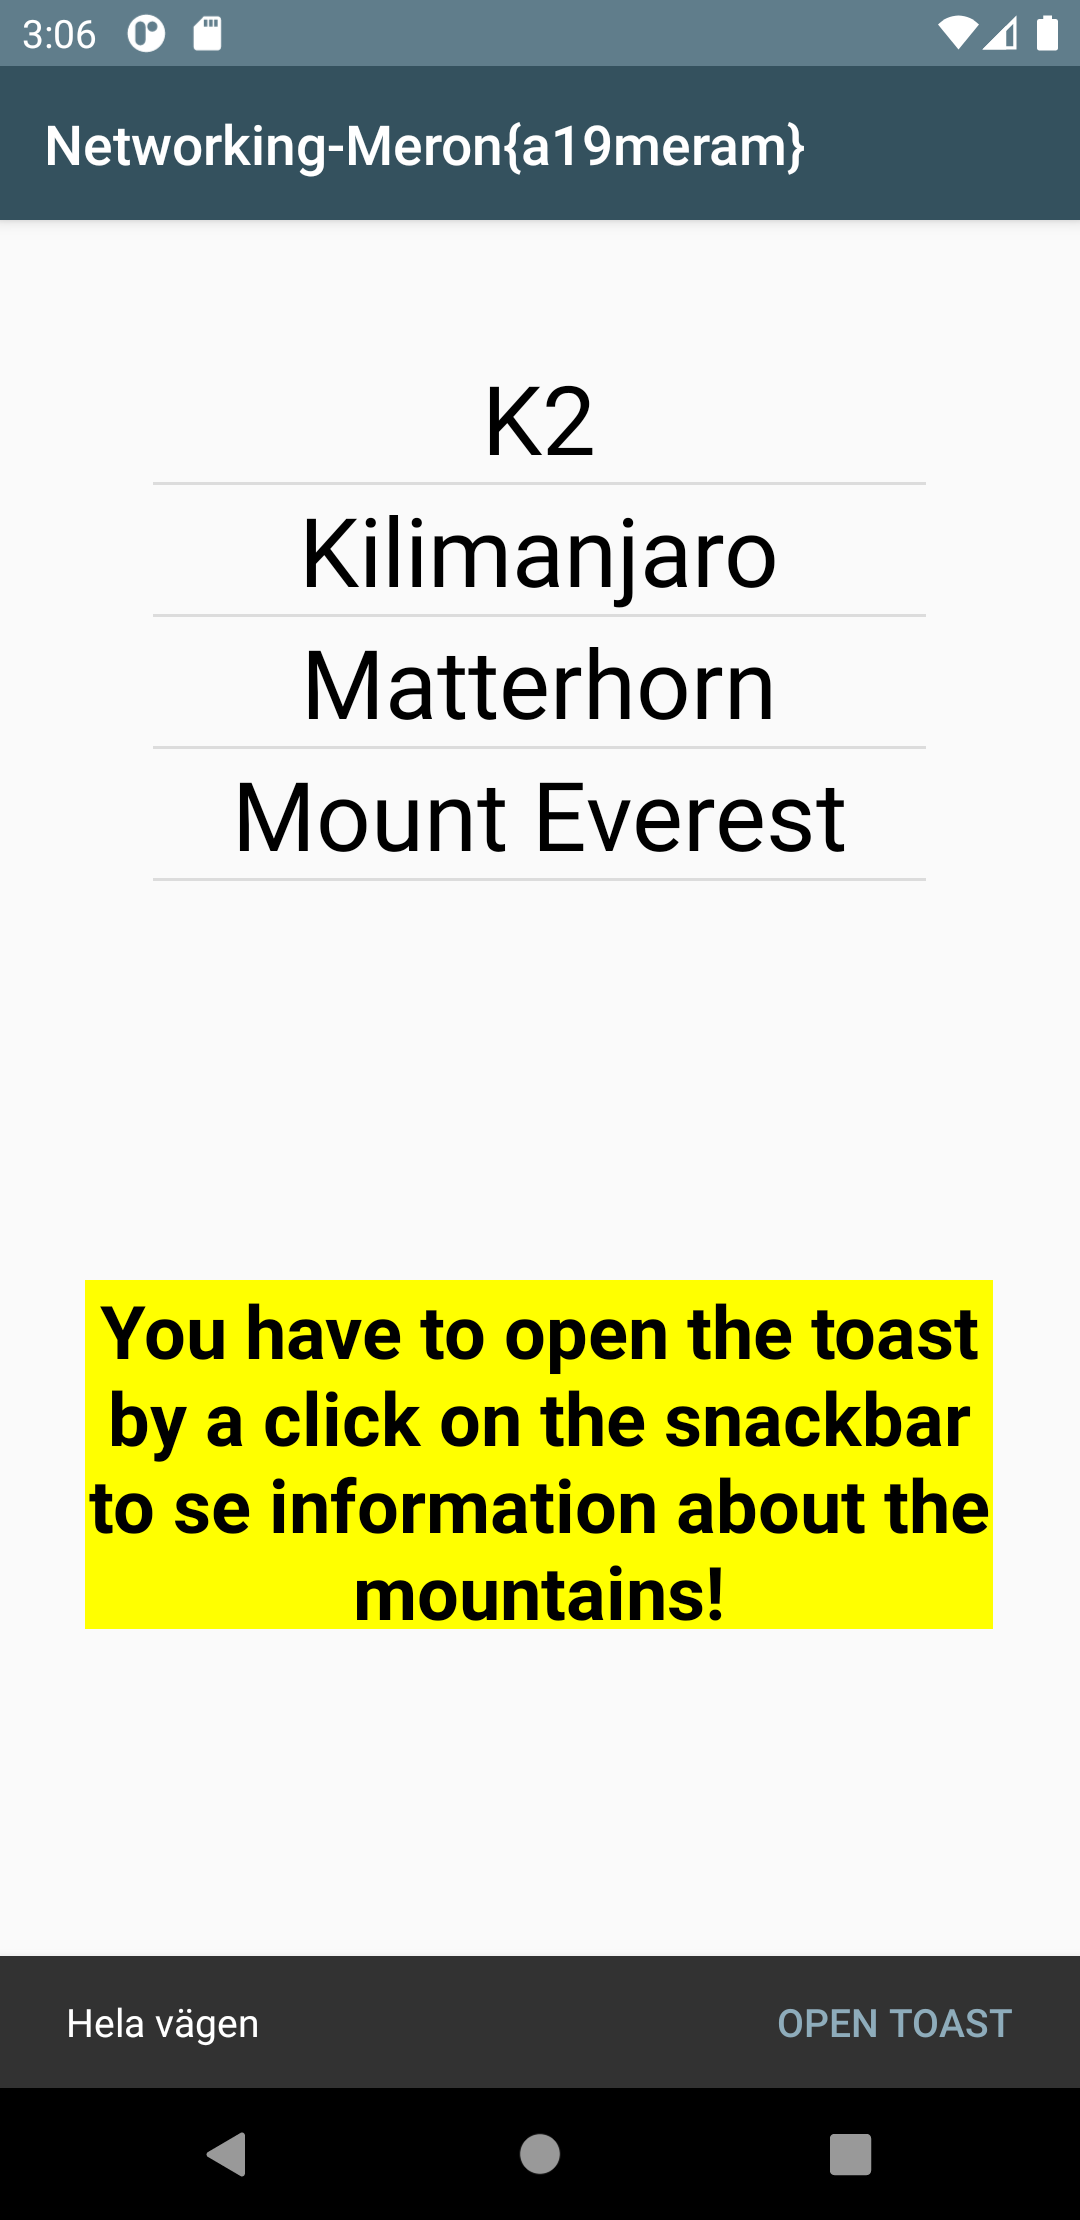 3:06
Networking-Meron{a19meram}
K2
Kilimanjaro
Matterhorn
Mount Everest
You have to open the toast
by a click on the snackbar
to se information about the
mountains!
Hela vägen
OPEN TOAST